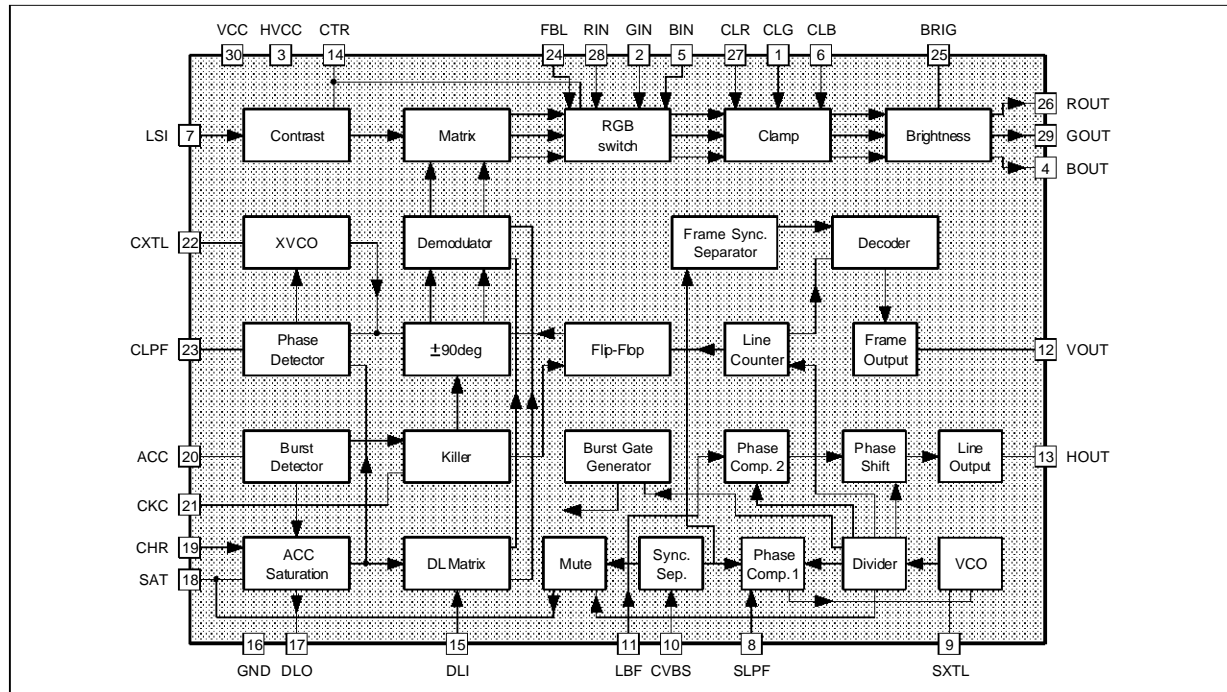 VCC HVCC CTR FBL RIN GIN BIN CLR CLG CLB BRIG
30 3 14 24 28 2 5 27 1 6 25
26 ROUT
LSI 7 Contrast Matrix RGB switch Clamp Brightness 29 GOUT
4 BOUT
CXTL 22 XVCO Demodulator Frame Sync. Separator Decoder
CLPF 23 Phase Detector ±90deg Flip-Flop Line Counter Frame Output 12 VOUT
ACC 20 Burst Detector Killer Burst Gate Generator Phase Comp. 2 Phase Shift Line Output 13 HOUT
CKC 21
CHR 19 ACC Saturation DL Matrix Mute Sync. Sep. Phase Comp. 1 Divider VCO
SAT 18
16 17 15 11 10 8 9
GND DLO DLI LBF CVBS SLPF SXTL